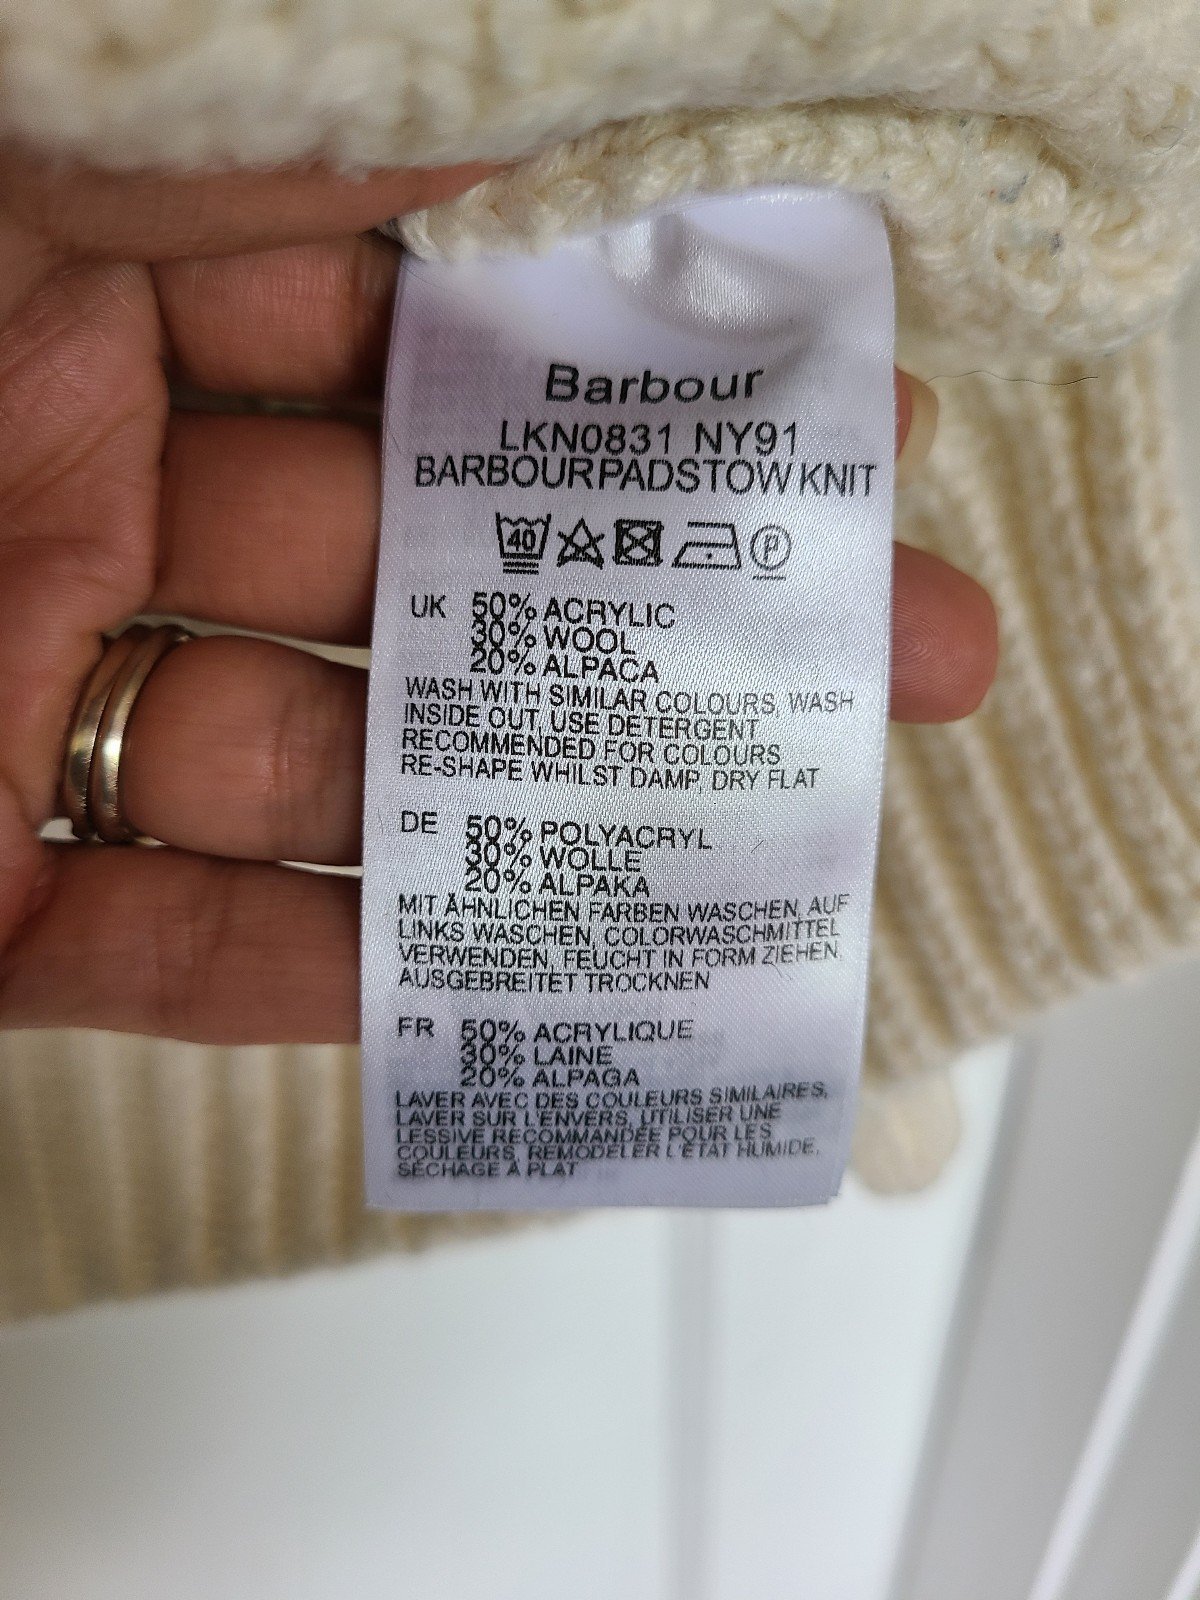 Barbour
LKN0831 NY91
BARBOUR PADSTOW KNIT
40 P
UK 50% ACRYLIC
30% WOOL
20% ALPACA
WASH WITH SIMILAR COLOURS, WASH
INSIDE OUT, USE DETERGENT
RECOMMENDED FOR COLOURS
RE-SHAPE WHILST DAMP, DRY FLAT
DE 50% POLYACRYL
30% WOLLE
20% ALPAKA
MIT ÄHNLICHEN FARBEN WASCHEN, AUF
LINKS WASCHEN, COLORWASCHMITTEL
VERWENDEN, FEUCHT IN FORM ZIEHEN,
AUSGEBREITET TROCKNEN
FR 50% ACRYLIQUE
30% LAINE
20% ALPAGA
LAVER AVEC DES COULEURS SIMILAIRES,
LAVER SUR L'ENVERS, UTILISER UNE
LESSIVE RECOMMANDÉE POUR LES
COULEURS, REMODELER L'ÉTAT HUMIDE,
SÉCHAGE À PLAT